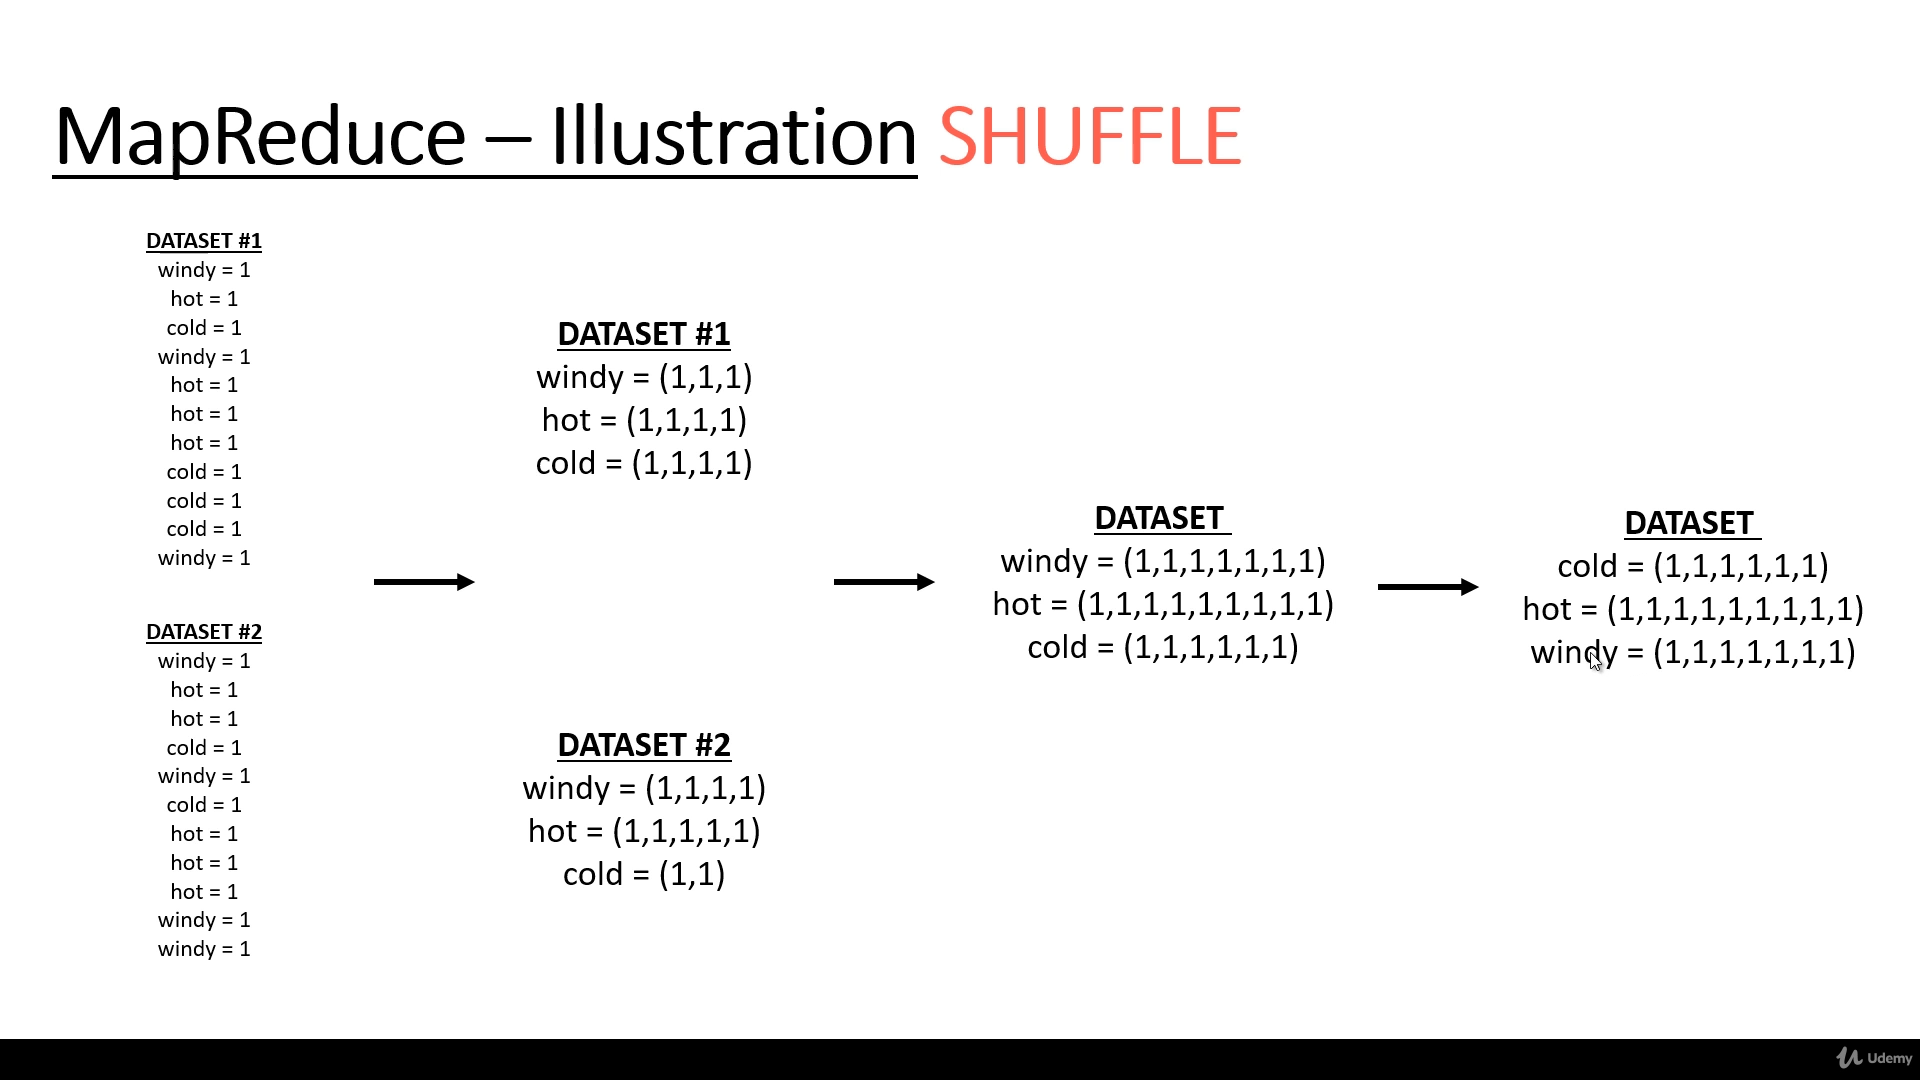 MapReduce – Illustration SHUFFLE
DATASET #1
windy = 1
hot = 1
cold = 1
windy = 1
hot = 1
hot = 1
hot = 1
cold = 1
cold = 1
cold = 1
windy = 1
DATASET #2
windy = 1
hot = 1
hot = 1
cold = 1
windy = 1
cold = 1
hot = 1
hot = 1
hot = 1
windy = 1
windy = 1
DATASET #1
windy = (1,1,1)
hot = (1,1,1,1)
cold = (1,1,1,1)
DATASET #2
windy = (1,1,1,1)
hot = (1,1,1,1,1)
cold = (1,1)
DATASET
windy = (1,1,1,1,1,1,1)
hot = (1,1,1,1,1,1,1,1,1)
cold = (1,1,1,1,1,1)
DATASET
cold = (1,1,1,1,1,1)
hot = (1,1,1,1,1,1,1,1,1)
windy = (1,1,1,1,1,1,1)
Udemy